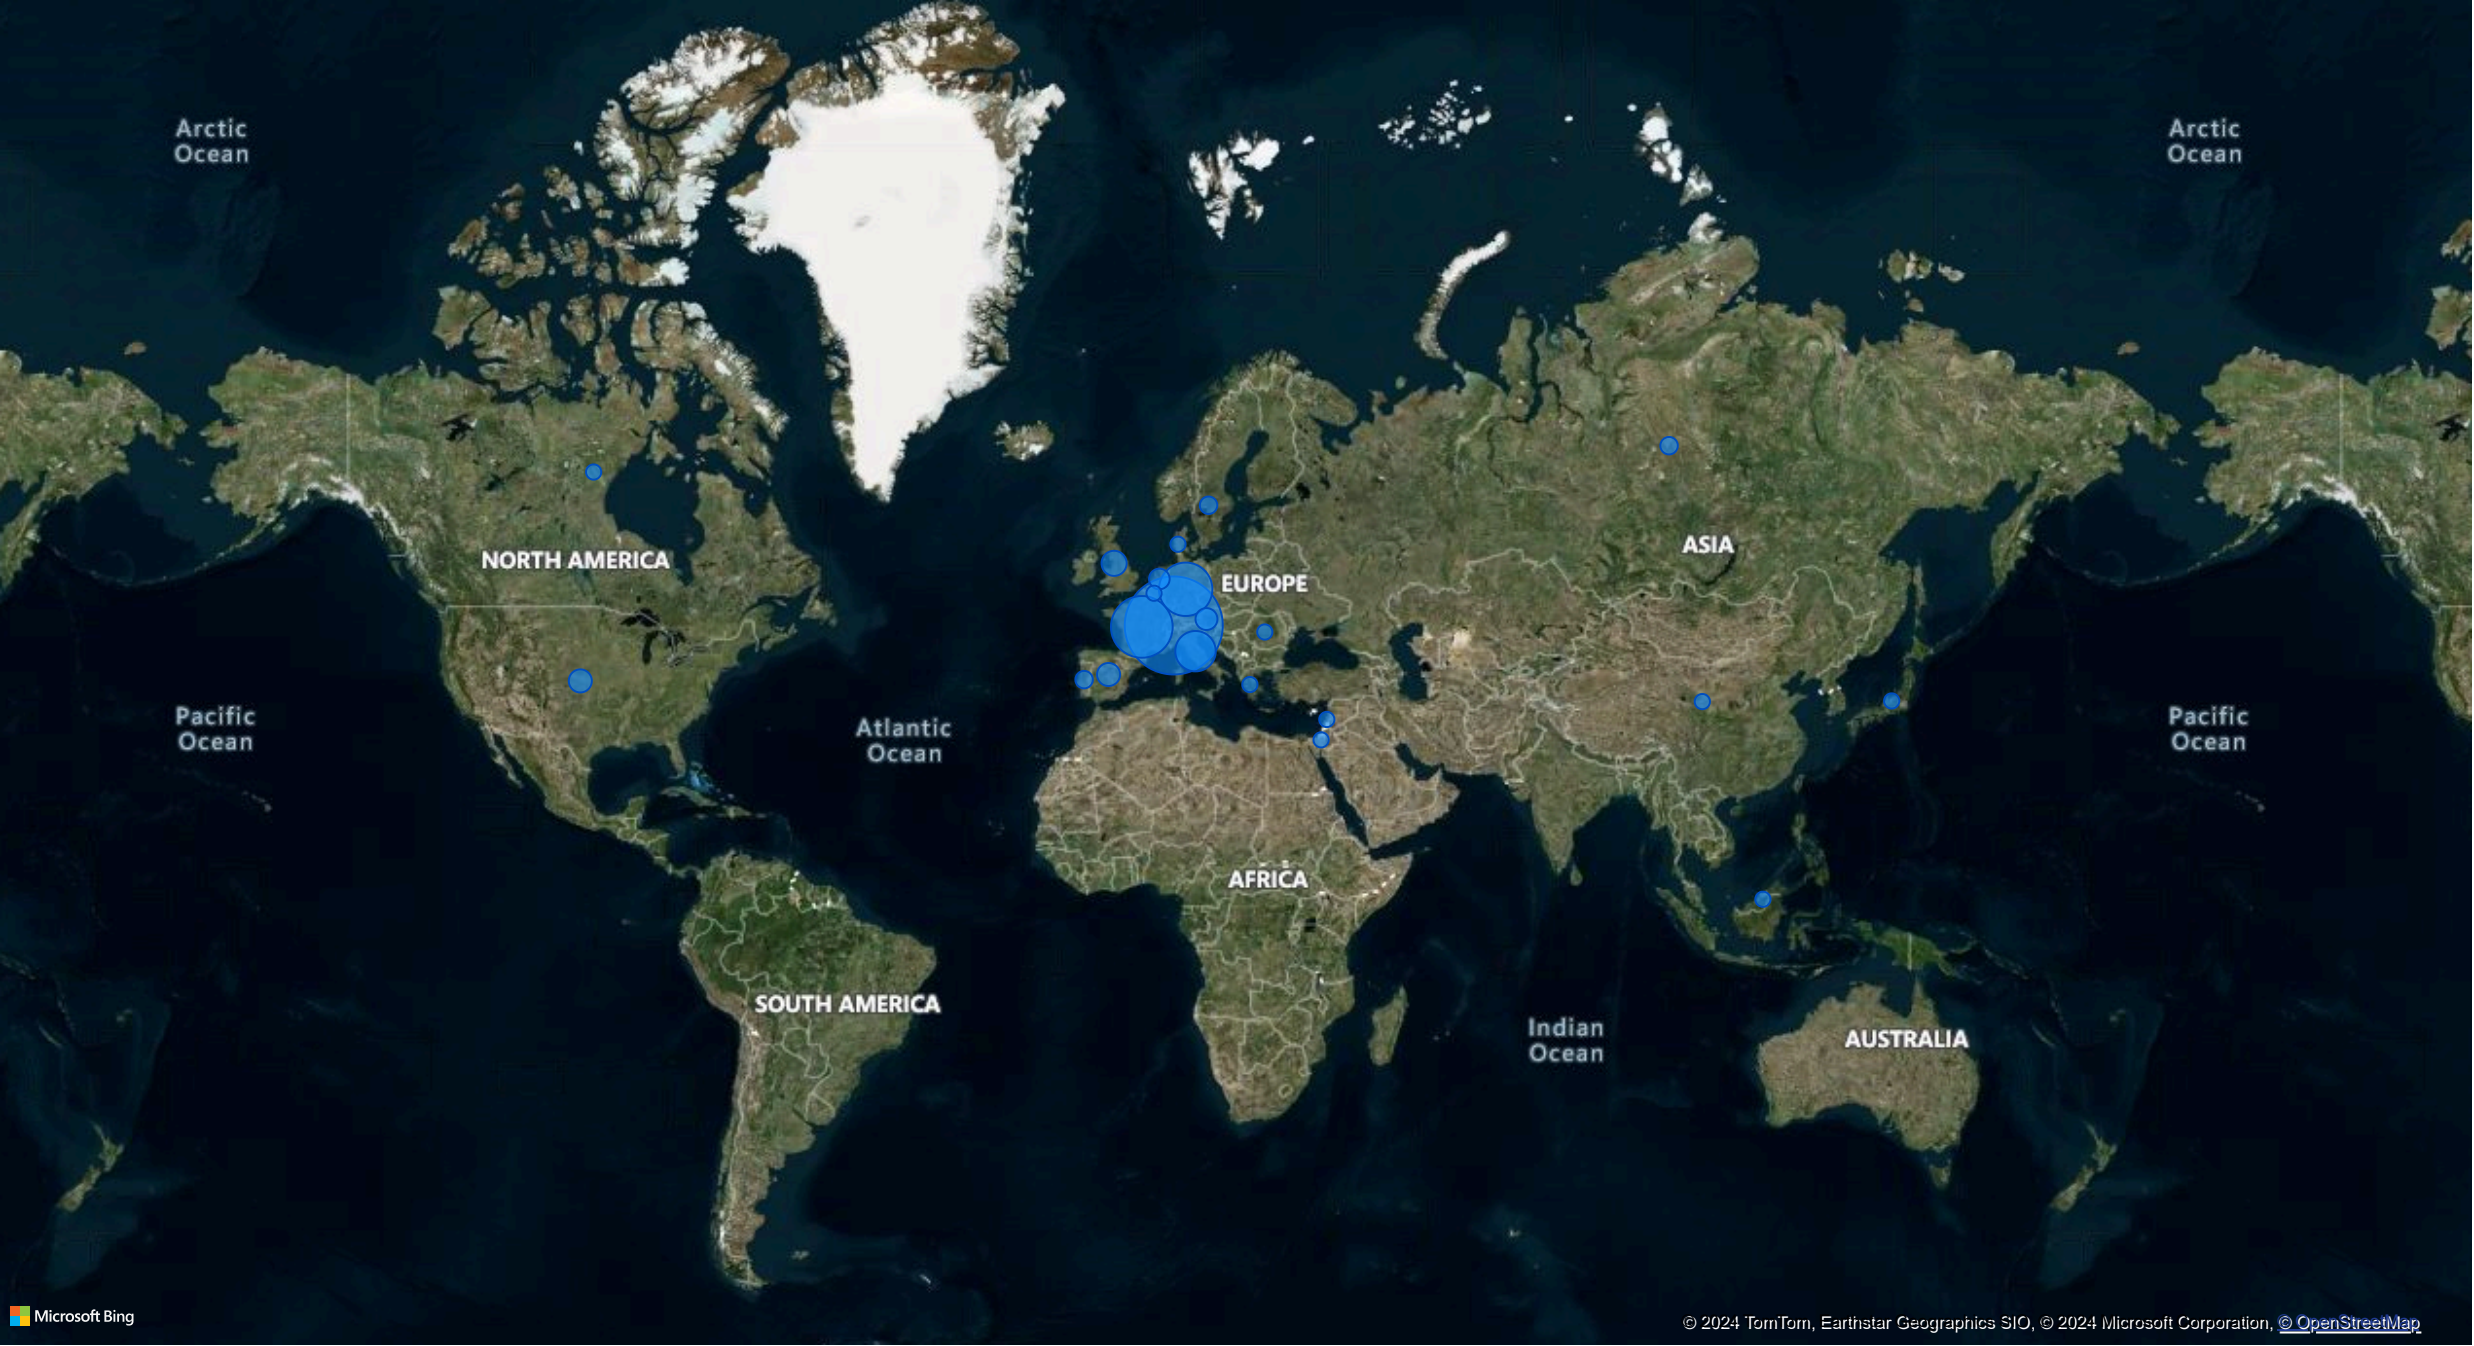 Arctic
Ocean
Arctic
Ocean
NORTH AMERICA
ASIA
EUROPE
Pacific
Ocean
Atlantic
Ocean
Pacific
Ocean
AFRICA
SOUTH AMERICA
Indian
Ocean
AUSTRALIA
Microsoft Bing
© 2024 TomTom, Earthstar Geographics SIO, © 2024 Microsoft Corporation, © OpenStreetMap